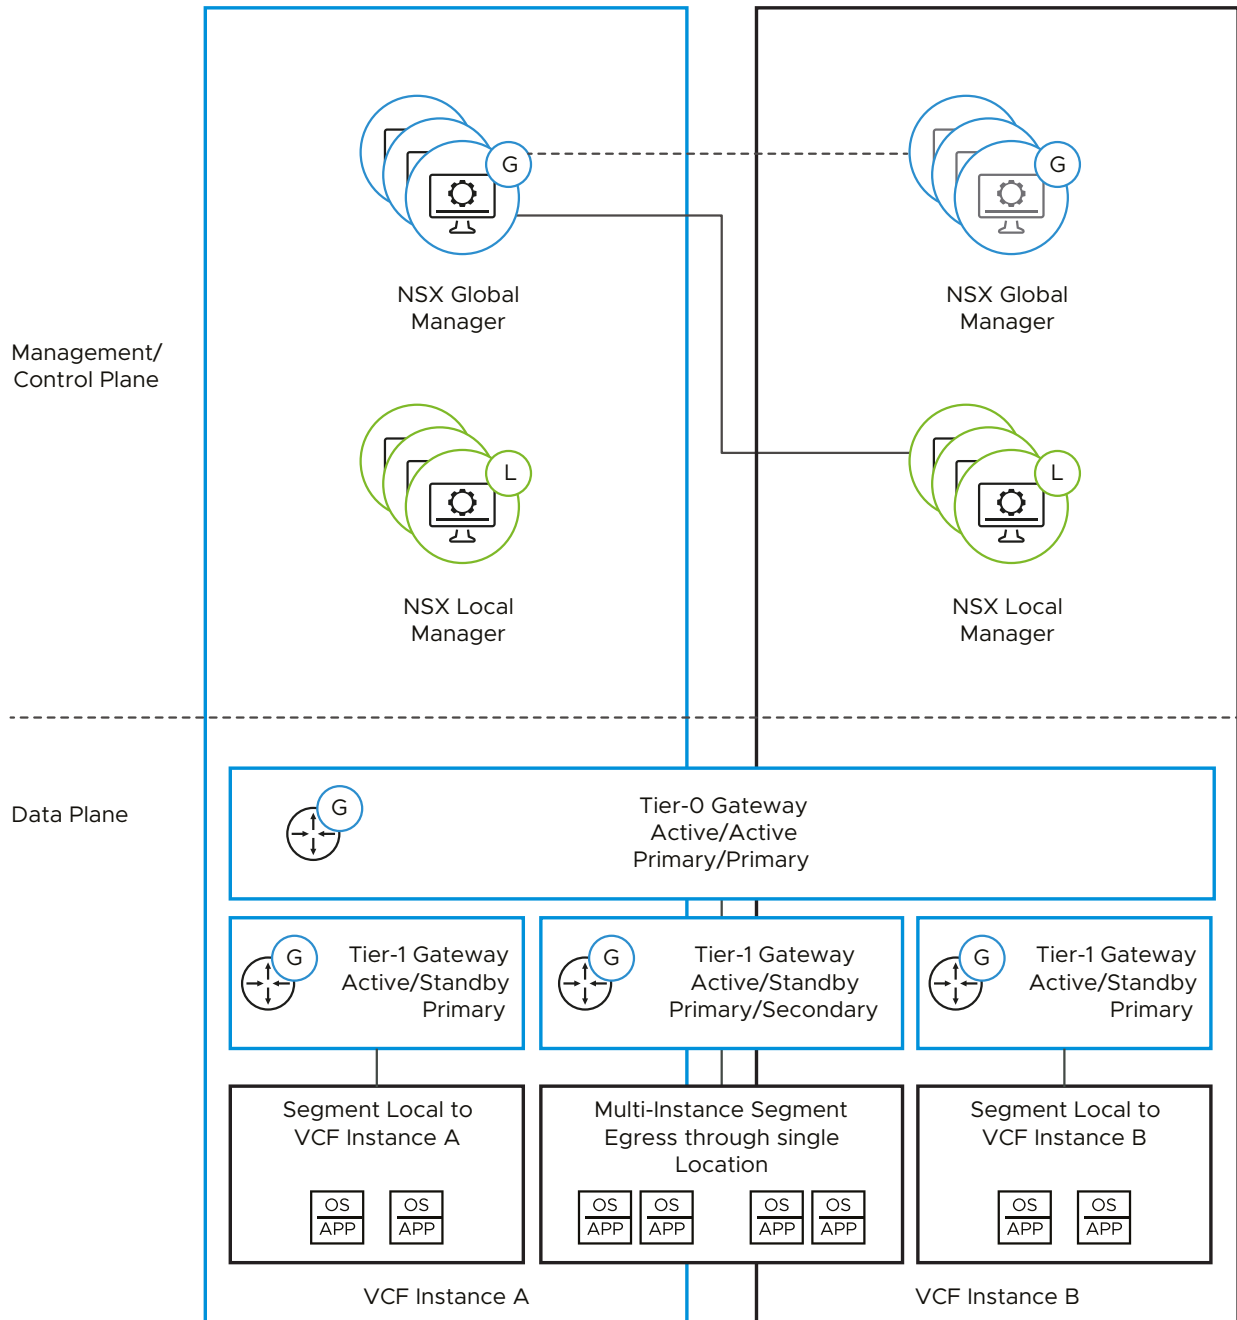 G
G
NSX Global
Manager
NSX Global
Manager
Management/
Control Plane
L
L
NSX Local
Manager
NSX Local
Manager
Data Plane
G
Tier-0 Gateway
Active/Active
Primary/Primary
G
Tier-1 Gateway
Active/Standby
Primary
G
Tier-1 Gateway
Active/Standby
Primary/Secondary
G
Tier-1 Gateway
Active/Standby
Primary
Segment Local to
VCF Instance A
OS
APP
OS
APP
Multi-Instance Segment
Egress through single
Location
OS
APP
OS
APP
OS
APP
OS
APP
Segment Local to
VCF Instance B
OS
APP
OS
APP
VCF Instance A
VCF Instance B